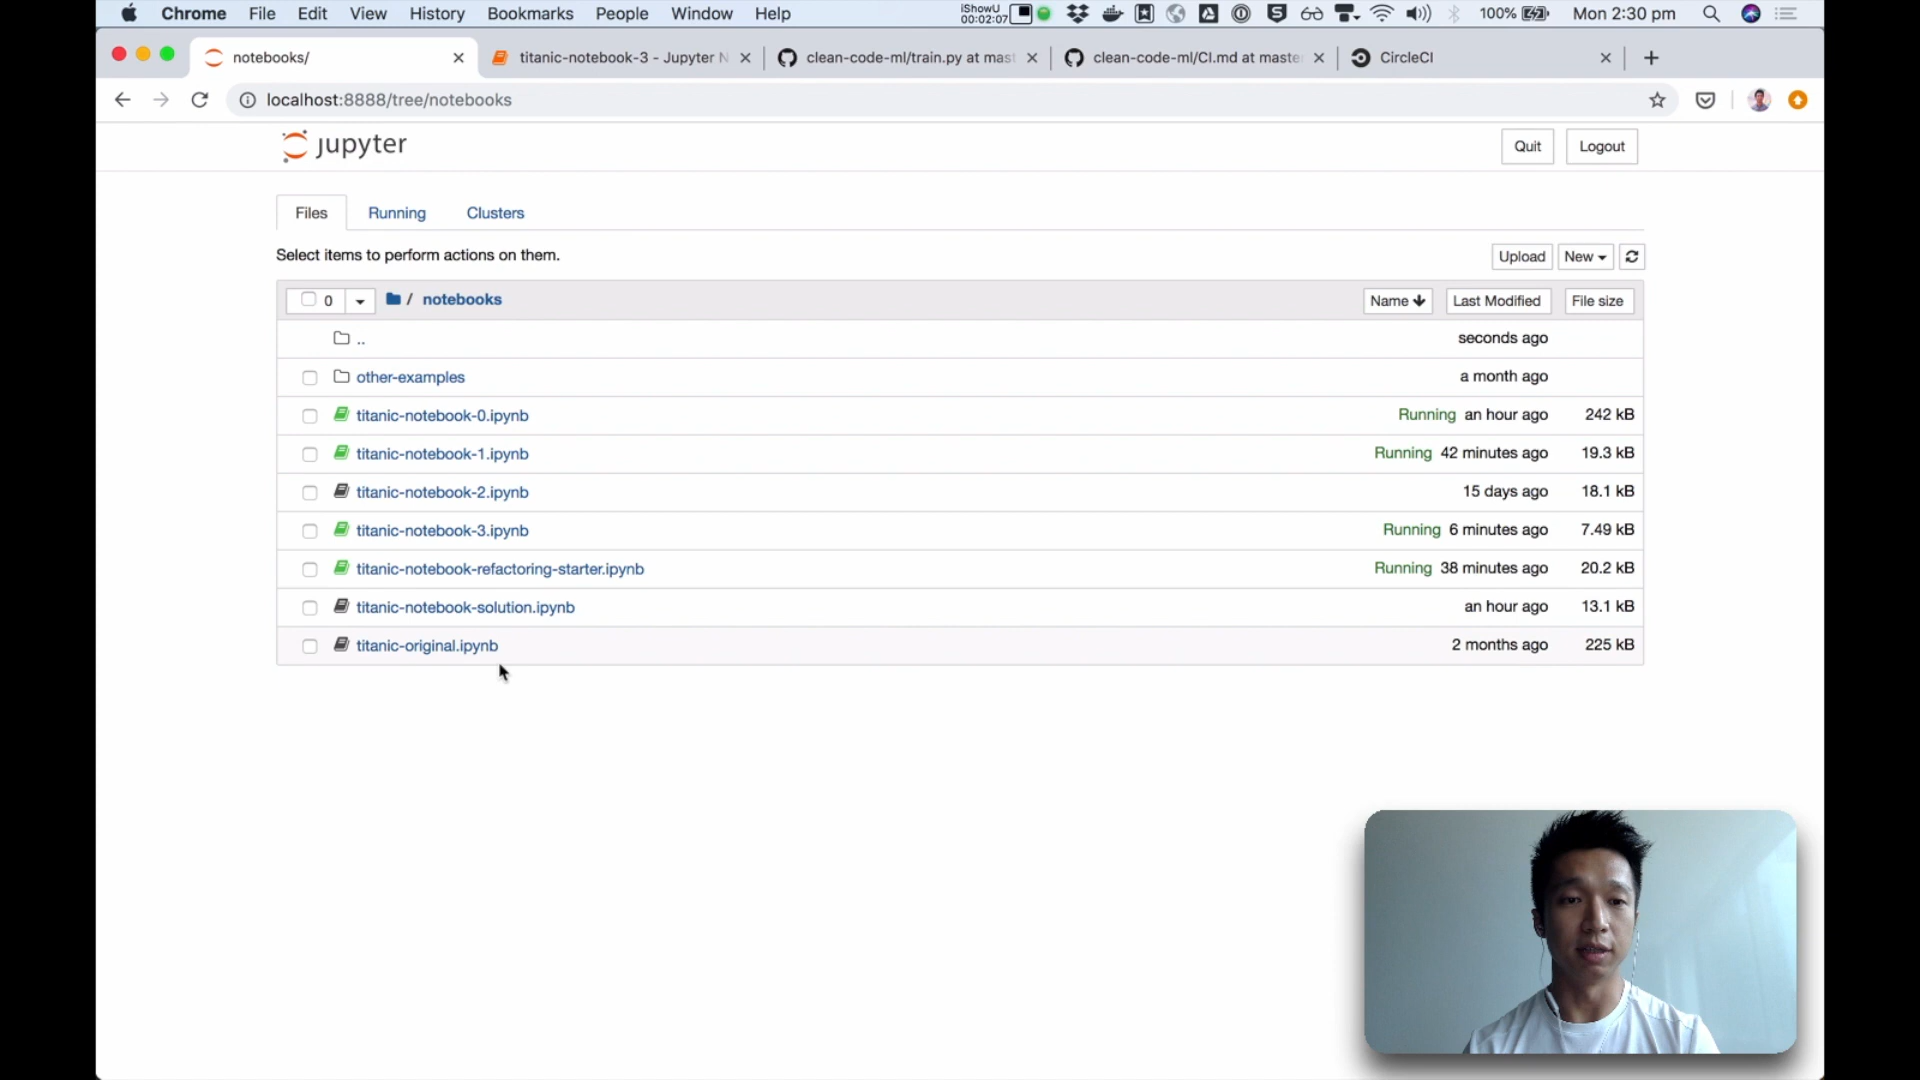 Chrome File Edit View History Bookmarks People Window Help iShowU 00:02:07 100% Mon 2:30 pm
notebooks/ titanic-notebook-3 - Jupyter N clean-code-ml/train.py at mast clean-code-ml/CI.md at maste CircleCI
localhost:8888/tree/notebooks
jupyter Quit Logout
Files Running Clusters
Select items to perform actions on them. Upload New
0 / notebooks Name Last Modified File size
.. seconds ago
other-examples a month ago
titanic-notebook-0.ipynb Running an hour ago 242 kB
titanic-notebook-1.ipynb Running 42 minutes ago 19.3 kB
titanic-notebook-2.ipynb 15 days ago 18.1 kB
titanic-notebook-3.ipynb Running 6 minutes ago 7.49 kB
titanic-notebook-refactoring-starter.ipynb Running 38 minutes ago 20.2 kB
titanic-notebook-solution.ipynb an hour ago 13.1 kB
titanic-original.ipynb 2 months ago 225 kB